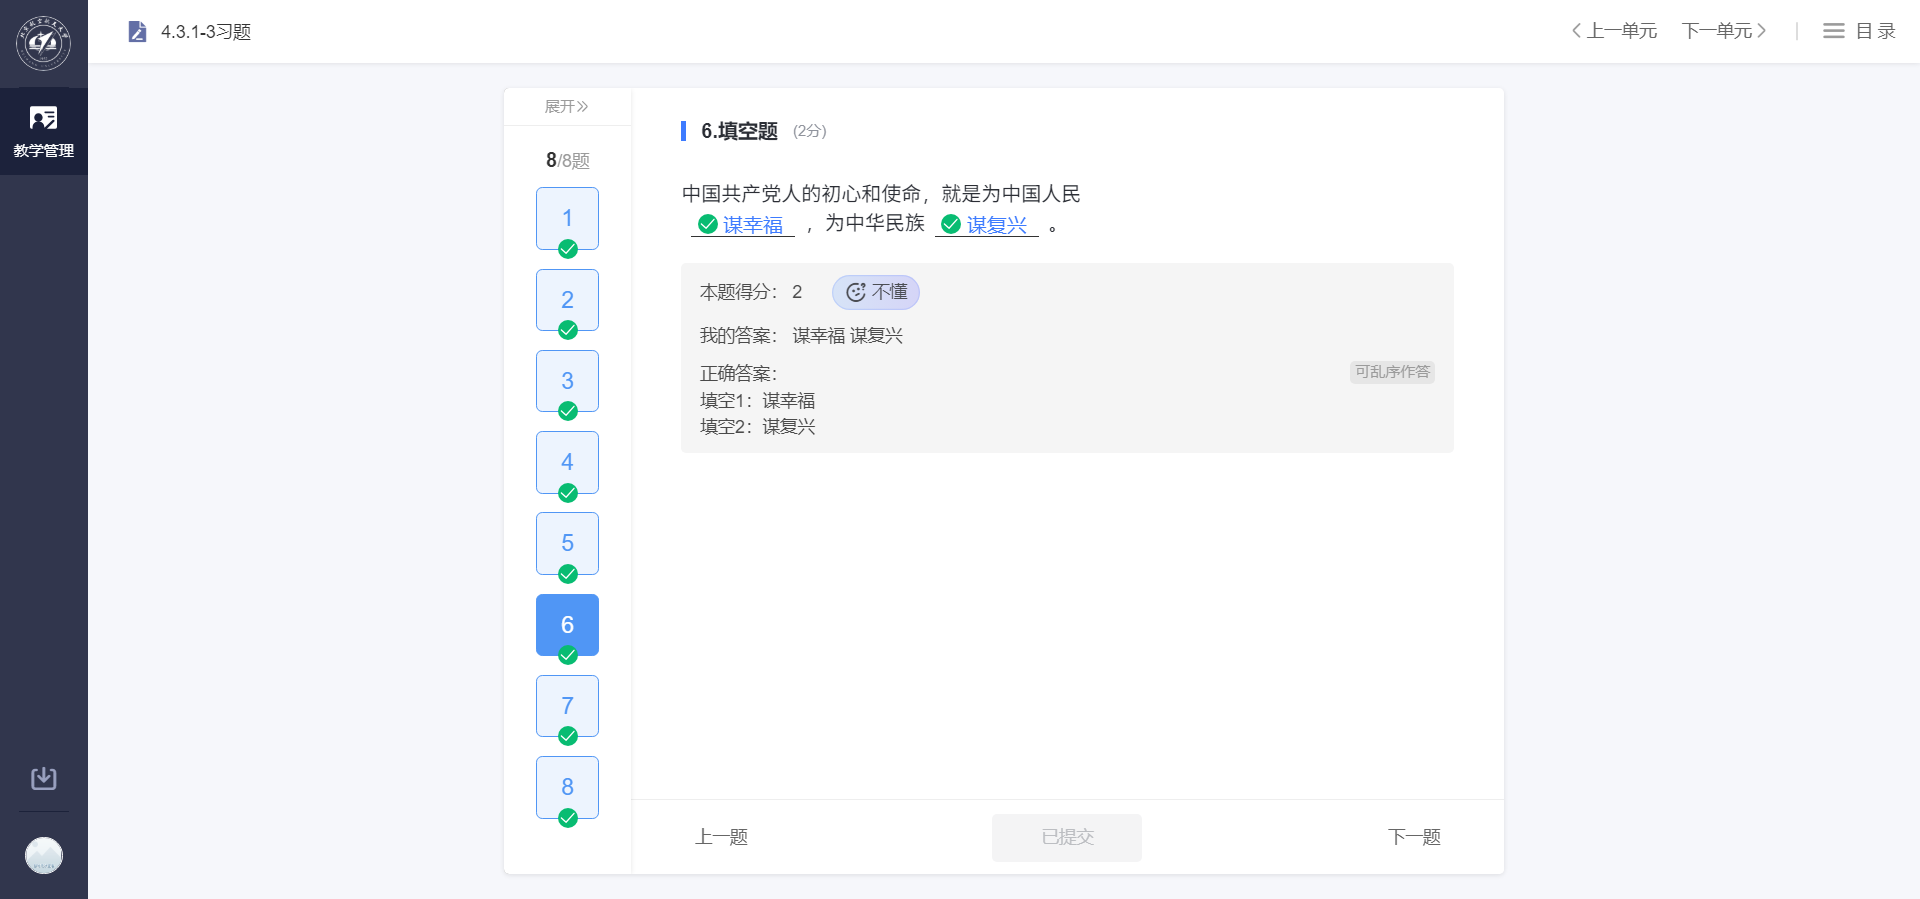 4.3.1-3习题
上一单元 下一单元 目录
教学管理
展开
8/8题
1
2
3
4
5
6
7
8
6.填空题 (2分)
中国共产党人的初心和使命，就是为中国人民
谋幸福 ，为中华民族 谋复兴 。
本题得分： 2 不懂
我的答案： 谋幸福 谋复兴
正确答案： 可乱序作答
填空1：谋幸福
填空2：谋复兴
上一题 已提交 下一题